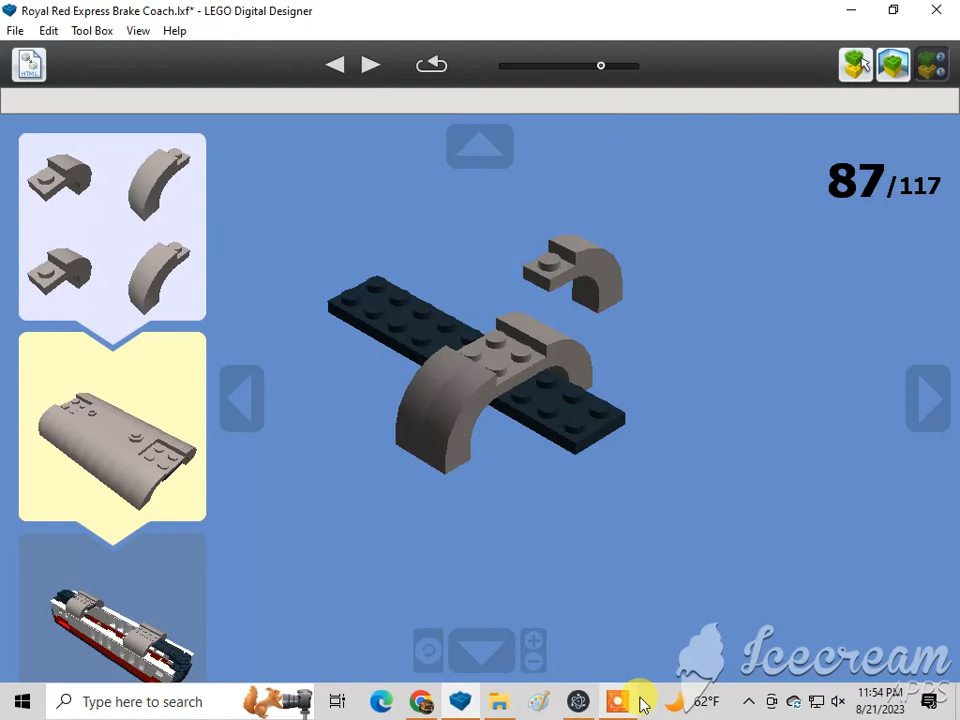 Royal Red Express Brake Coach.lxf* - LEGO Digital Designer
File Edit Tool Box View Help
HTML
87/117
Icecream
APPS
Type here to search
62°F
11:54 PM
8/21/2023